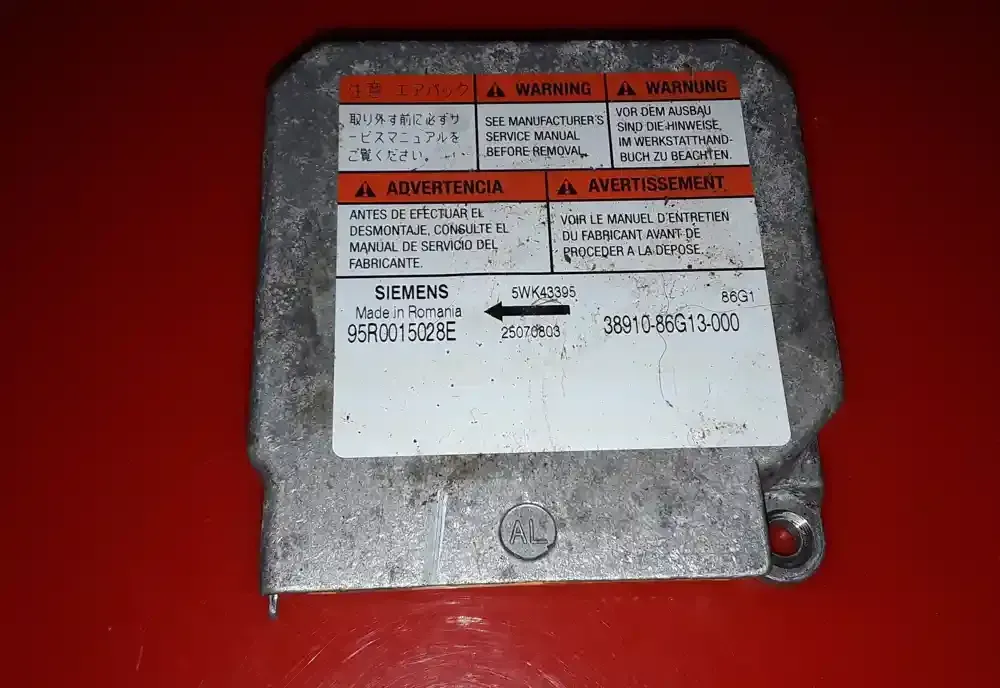 注意 エアバック
取り外す前に必ずサ
ービスマニュアルを
ご覧ください。
WARNING
SEE MANUFACTURER'S
SERVICE MANUAL
BEFORE REMOVAL.
WARNUNG
VOR DEM AUSBAU
SIND DIE HINWEISE,
IM WERKSTATTHAND-
BUCH ZU BEACHTEN.
ADVERTENCIA
ANTES DE EFECTUAR EL
DESMONTAJE, CONSULTE EL
MANUAL DE SERVICIO DEL
FABRICANTE.
AVERTISSEMENT
VOIR LE MANUEL D'ENTRETIEN
DU FABRICANT AVANT DE
PROCEDER A LA DEPOSE.
SIEMENS
Made in Romania
95R0015028E
5WK43395
25070803
86G1
38910-86G13-000
AL